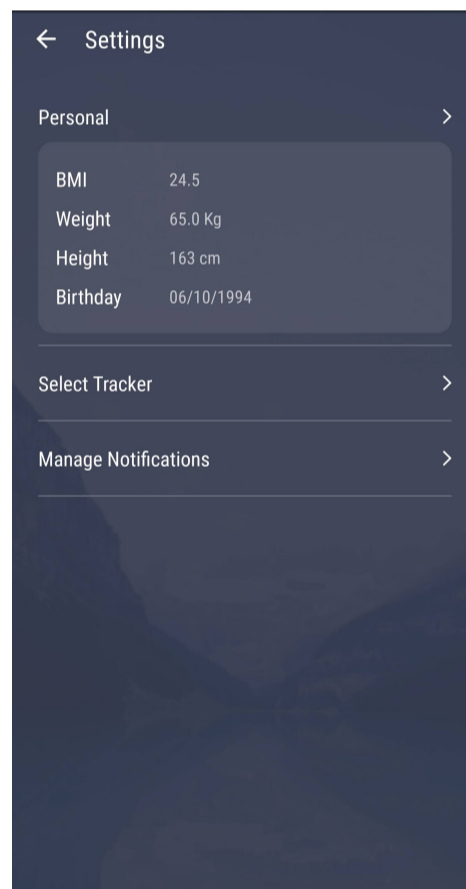 Settings
Personal
BMI 24.5
Weight 65.0 Kg
Height 163 cm
Birthday 06/10/1994
Select Tracker
Manage Notifications